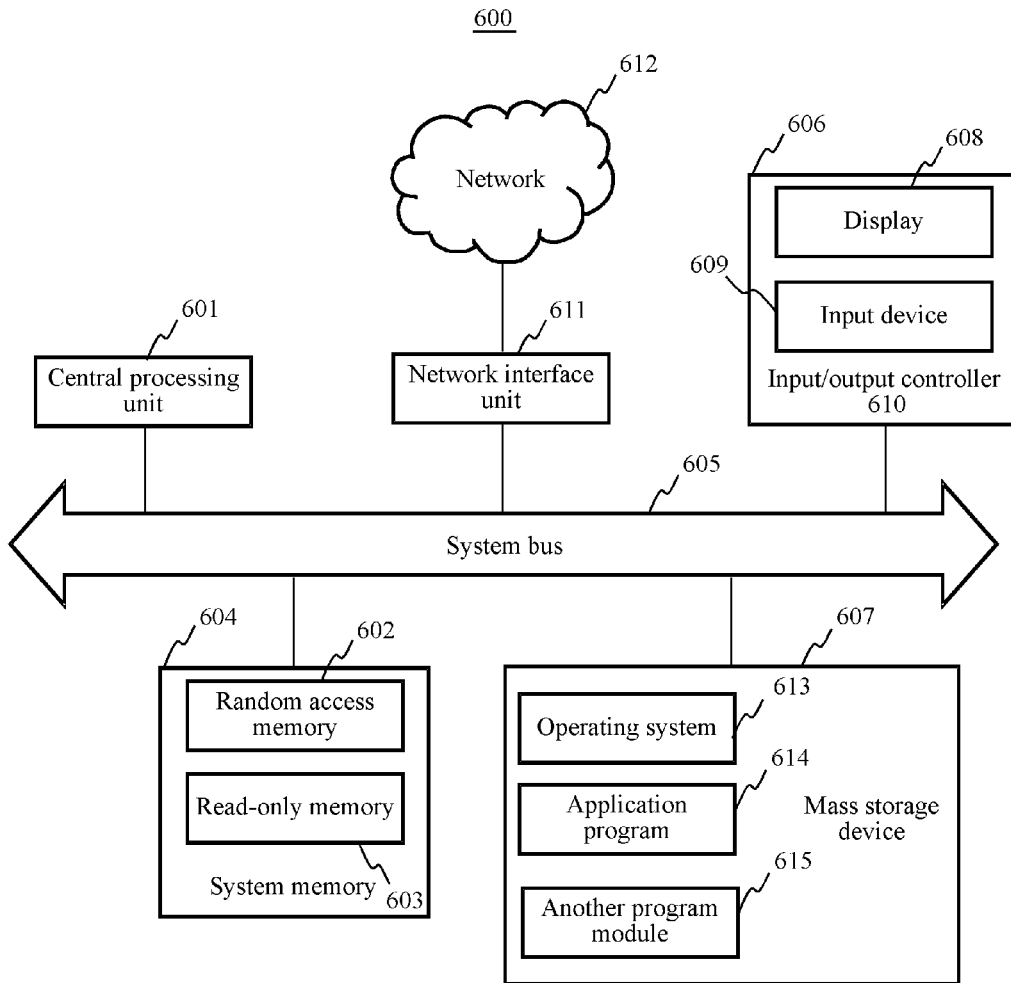 600
612
Network
606
608
Display
609
Input device
Input/output controller
610
601
Central processing
unit
611
Network interface
unit
605
System bus
604
602
Random access
memory
Read-only memory
System memory
603
607
613
Operating system
614
Application
program
Mass storage
device
615
Another program
module